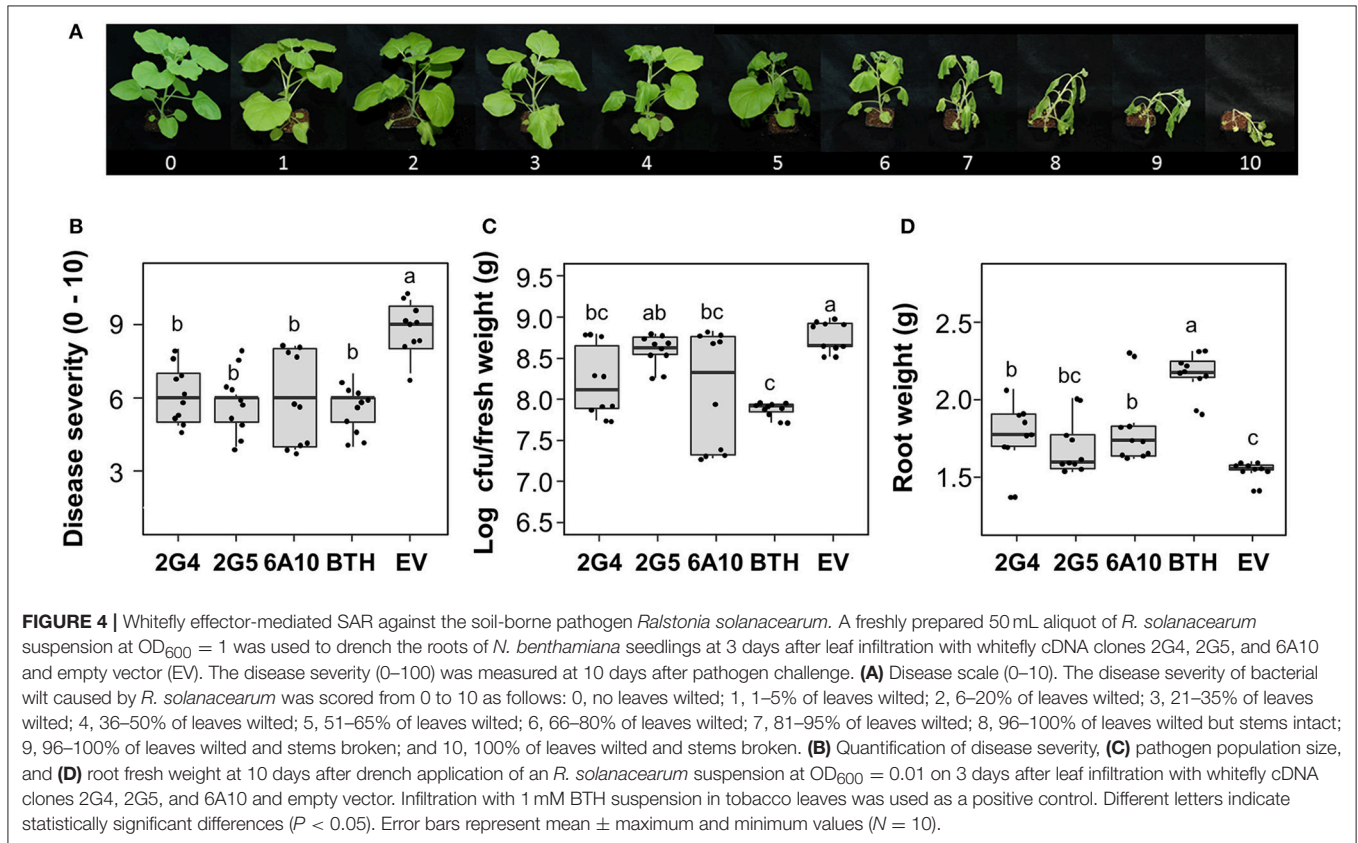 A
0 1 2 3 4 5 6 7 8 9 10
B
Disease severity (0 - 10)
9
6
3
b
b
b
b
a
2G4 2G5 6A10 BTH EV
C
Log cfu/fresh weight (g)
9.5
9.0
8.5
8.0
7.5
7.0
6.5
bc
ab
bc
c
a
2G4 2G5 6A10 BTH EV
D
Root weight (g)
2.5
2.0
1.5
b
bc
b
a
c
2G4 2G5 6A10 BTH EV
FIGURE 4 | Whitefly effector-mediated SAR against the soil-borne pathogen Ralstonia solanacearum. A freshly prepared 50 mL aliquot of R. solanacearum
suspension at OD600 = 1 was used to drench the roots of N. benthamiana seedlings at 3 days after leaf infiltration with whitefly cDNA clones 2G4, 2G5, and 6A10
and empty vector (EV). The disease severity (0–100) was measured at 10 days after pathogen challenge. (A) Disease scale (0–10). The disease severity of bacterial
wilt caused by R. solanacearum was scored from 0 to 10 as follows: 0, no leaves wilted; 1, 1–5% of leaves wilted; 2, 6–20% of leaves wilted; 3, 21–35% of leaves
wilted; 4, 36–50% of leaves wilted; 5, 51–65% of leaves wilted; 6, 66–80% of leaves wilted; 7, 81–95% of leaves wilted; 8, 96–100% of leaves wilted but stems intact;
9, 96–100% of leaves wilted and stems broken; and 10, 100% of leaves wilted and stems broken. (B) Quantification of disease severity, (C) pathogen population size,
and (D) root fresh weight at 10 days after drench application of an R. solanacearum suspension at OD600 = 0.01 on 3 days after leaf infiltration with whitefly cDNA
clones 2G4, 2G5, and 6A10 and empty vector. Infiltration with 1 mM BTH suspension in tobacco leaves was used as a positive control. Different letters indicate
statistically significant differences (P < 0.05). Error bars represent mean ± maximum and minimum values (N = 10).